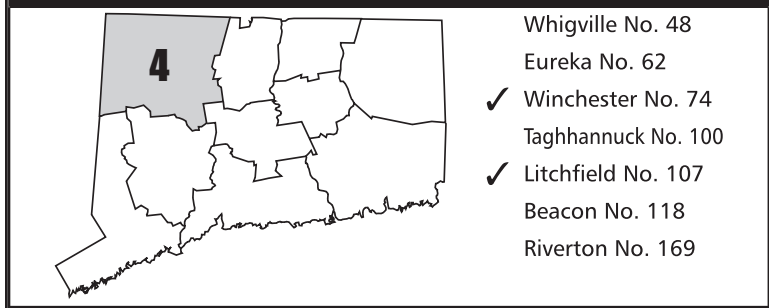 4
Whigville No. 48
Eureka No. 62
✓ Winchester No. 74
Taghhannuck No. 100
✓ Litchfield No. 107
Beacon No. 118
Riverton No. 169